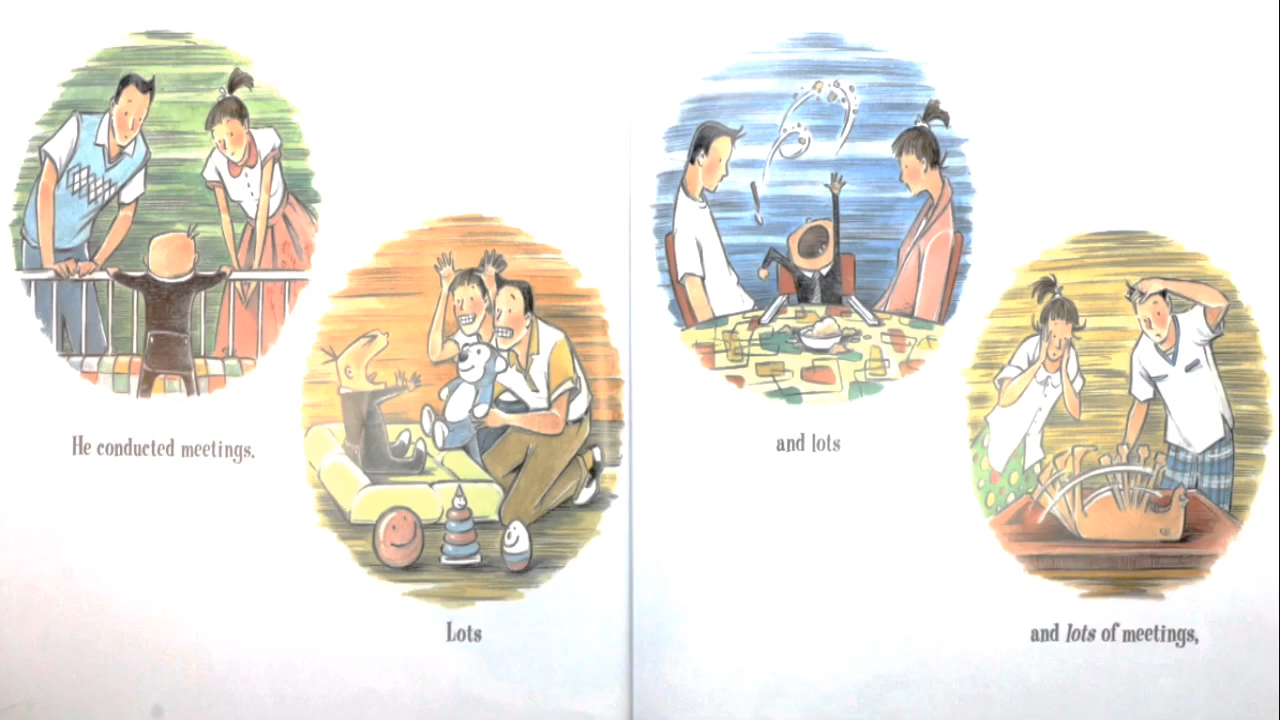 He conducted meetings.
Lots
and lots
and lots of meetings,